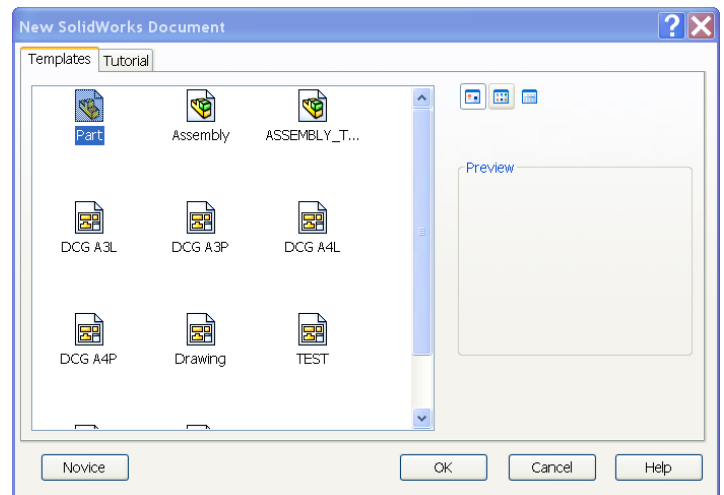 New SolidWorks Document
Templates Tutorial
Part Assembly ASSEMBLY_T...
Preview
DCG A3L DCG A3P DCG A4L
DCG A4P Drawing TEST
Novice OK Cancel Help